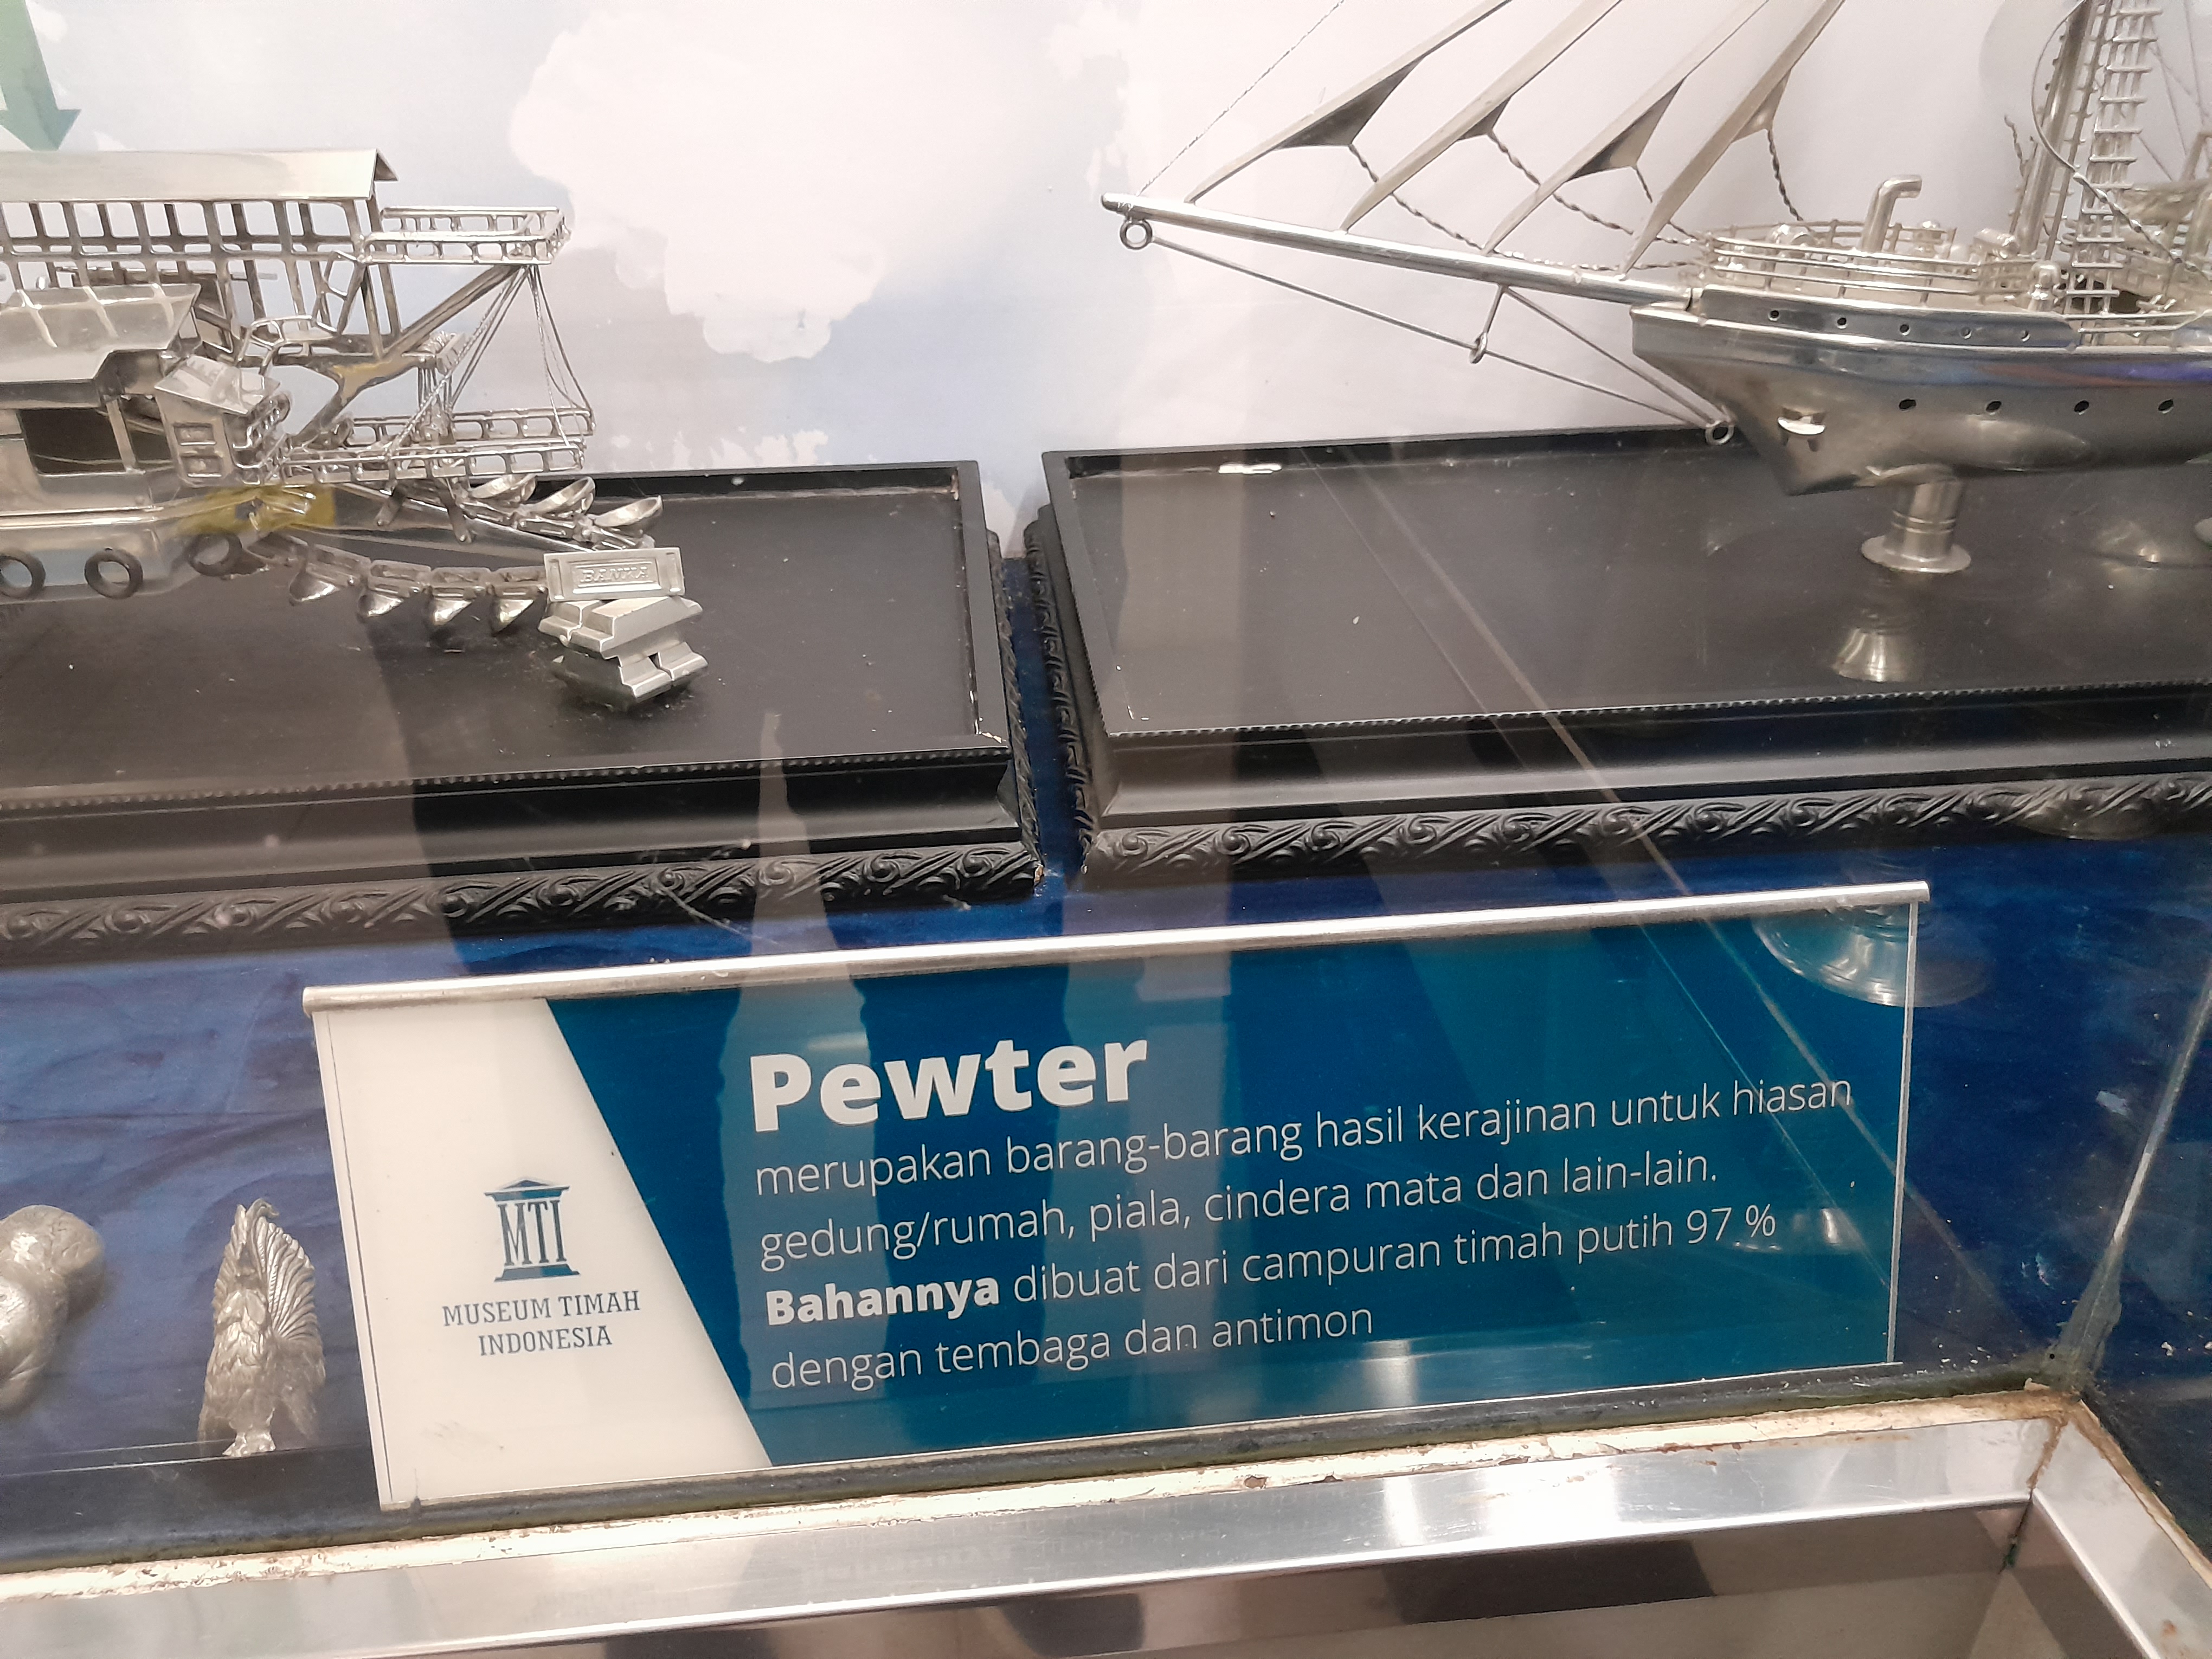 BANKA
Pewter
merupakan barang-barang hasil kerajinan untuk hiasan
gedung/rumah, piala, cindera mata dan lain-lain.
Bahannya dibuat dari campuran timah putih 97 %
dengan tembaga dan antimon
MTI
MUSEUM TIMAH
INDONESIA